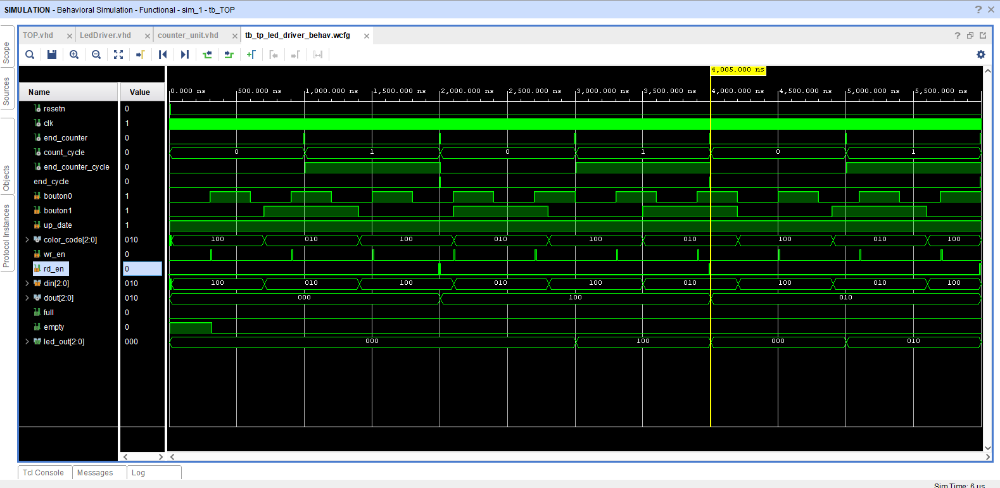 SIMULATION - Behavioral Simulation - Functional - sim_1 - tb_TOP
Scope
Sources
Objects
Protocol Instances
TOP.vhd
LedDriver.vhd
counter_unit.vhd
tb_tp_led_driver_behav.wcfg
4,005.000 ns
Name Value
0.000 ns 500.000 ns 1,000.000 ns 1,500.000 ns 2,000.000 ns 2,500.000 ns 3,000.000 ns 3,500.000 ns 4,000.000 ns 4,500.000 ns 5,000.000 ns 5,500.000 ns
resetn 0
clk 1
end_counter 0
count_cycle 0 0 1 0 1 0 1
end_counter_cycle 0
end_cycle 0
bouton0 1
bouton1 1
up_date 1
color_code[2:0] 010 100 010 100 010 100 010 100 010 100
wr_en 0
rd_en 0
din[2:0] 010 100 010 100 010 100 010 100 010 100
dout[2:0] 010 000 100 010
full 0
empty 0
led_out[2:0] 000 000 100 000 010
Tcl Console Messages Log
Sim Time: 6 us